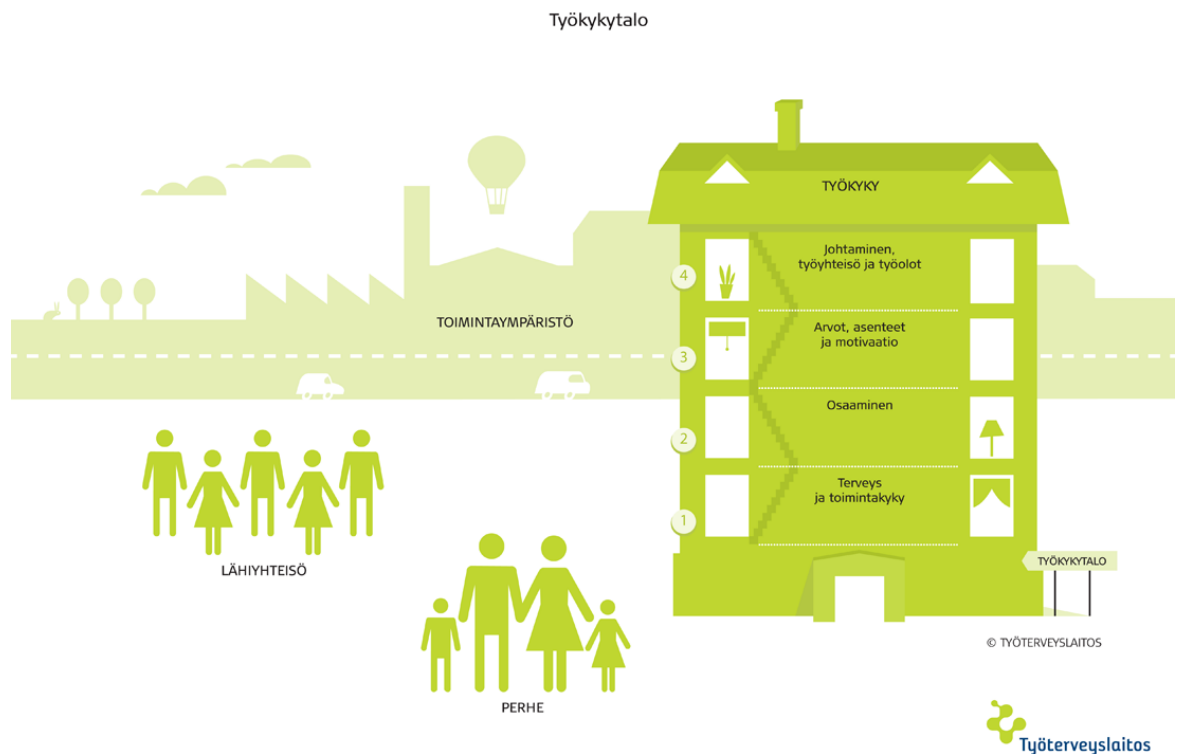 Työkykytalo
TYÖKYKY
4
Johtaminen,
työyhteisö ja työolot
TOIMINTAYMPÄRISTÖ
3
Arvot, asenteet
ja motivaatio
2
Osaaminen
1
Terveys
ja toimintakyky
LÄHIYHTEISÖ
TYÖKYKYTALO
PERHE
© TYÖTERVEYSLAITOS
Työterveyslaitos